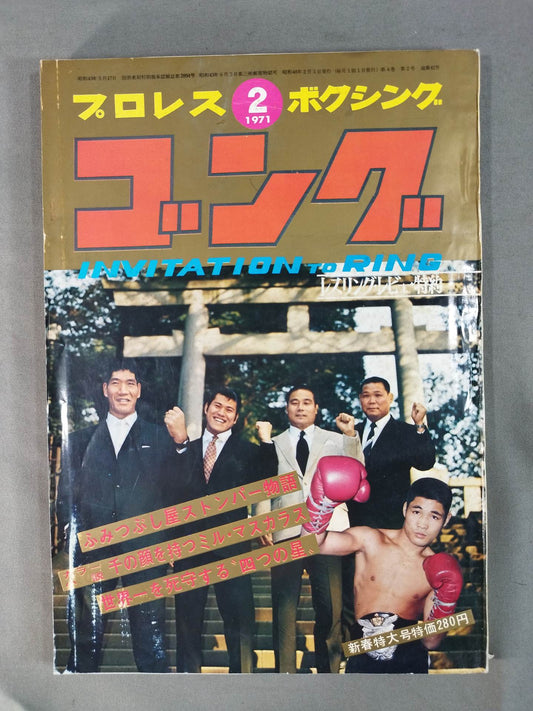 プロレス 2 ボクシング
1971
ゴング
INVITATION TO RING
レスリングレビュー特約
ふみつぶし屋ストンパー物語
カラー版 千の顔を持つミル・マスカラス
世界一を死守する"四つの星"
新春特大号特価280円